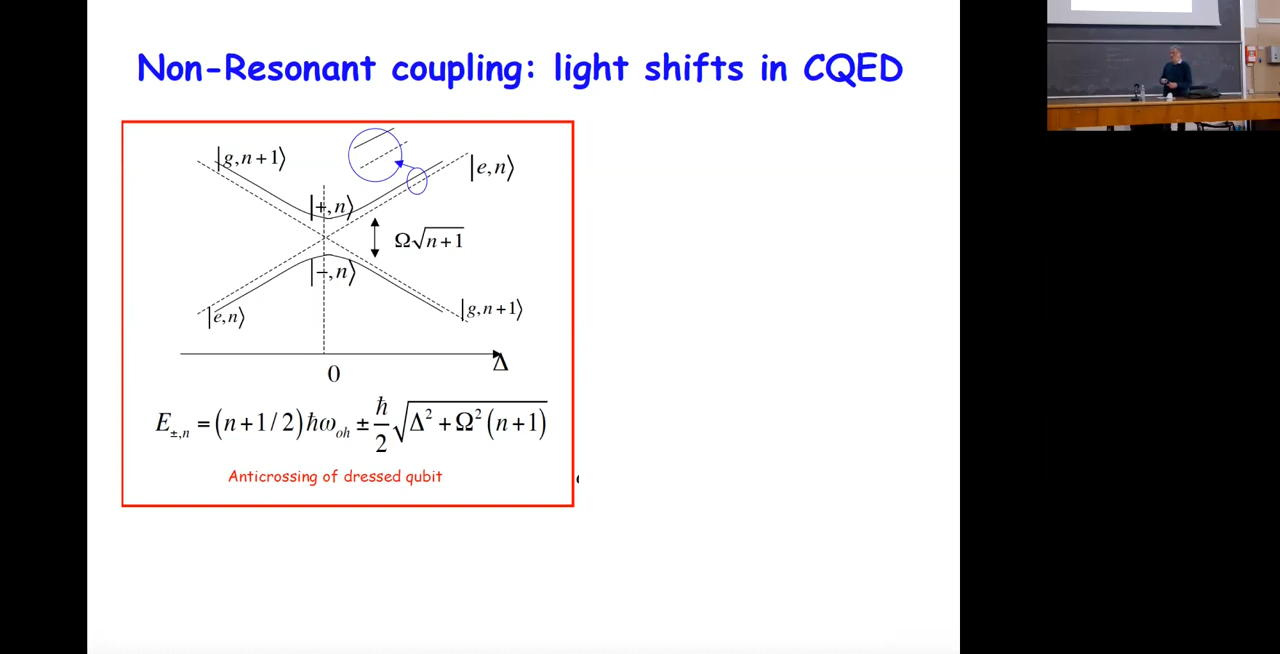 Non-Resonant coupling: light shifts in CQED
|g,n+1⟩
|e,n⟩
|+,n⟩
Ω√n+1
|−,n⟩
|e,n⟩
|g,n+1⟩
0
Δ
E±,n = (n+1/2)ħω_oh ± ħ/2 √Δ² + Ω² (n+1)
Anticrossing of dressed qubit